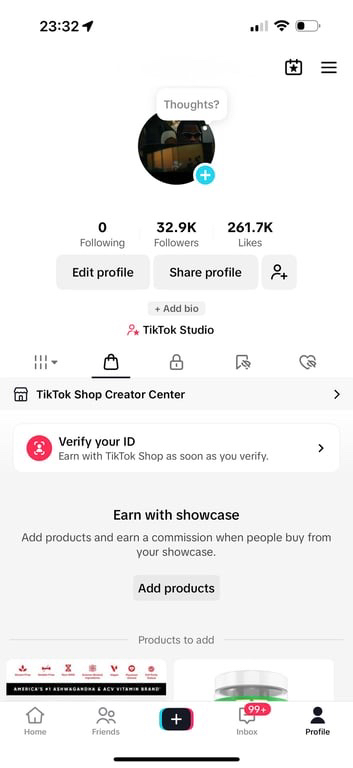 23:32
Thoughts?
0
Following
32.9K
Followers
261.7K
Likes
Edit profile
Share profile
+ Add bio
TikTok Studio
TikTok Shop Creator Center
Verify your ID
Earn with TikTok Shop as soon as you verify.
Earn with showcase
Add products and earn a commission when people buy from
your showcase.
Add products
Products to add
AMERICA'S #1 ASHWAGANDHA & ACV VITAMIN BRAND
Home
Friends
99+
Inbox
Profile